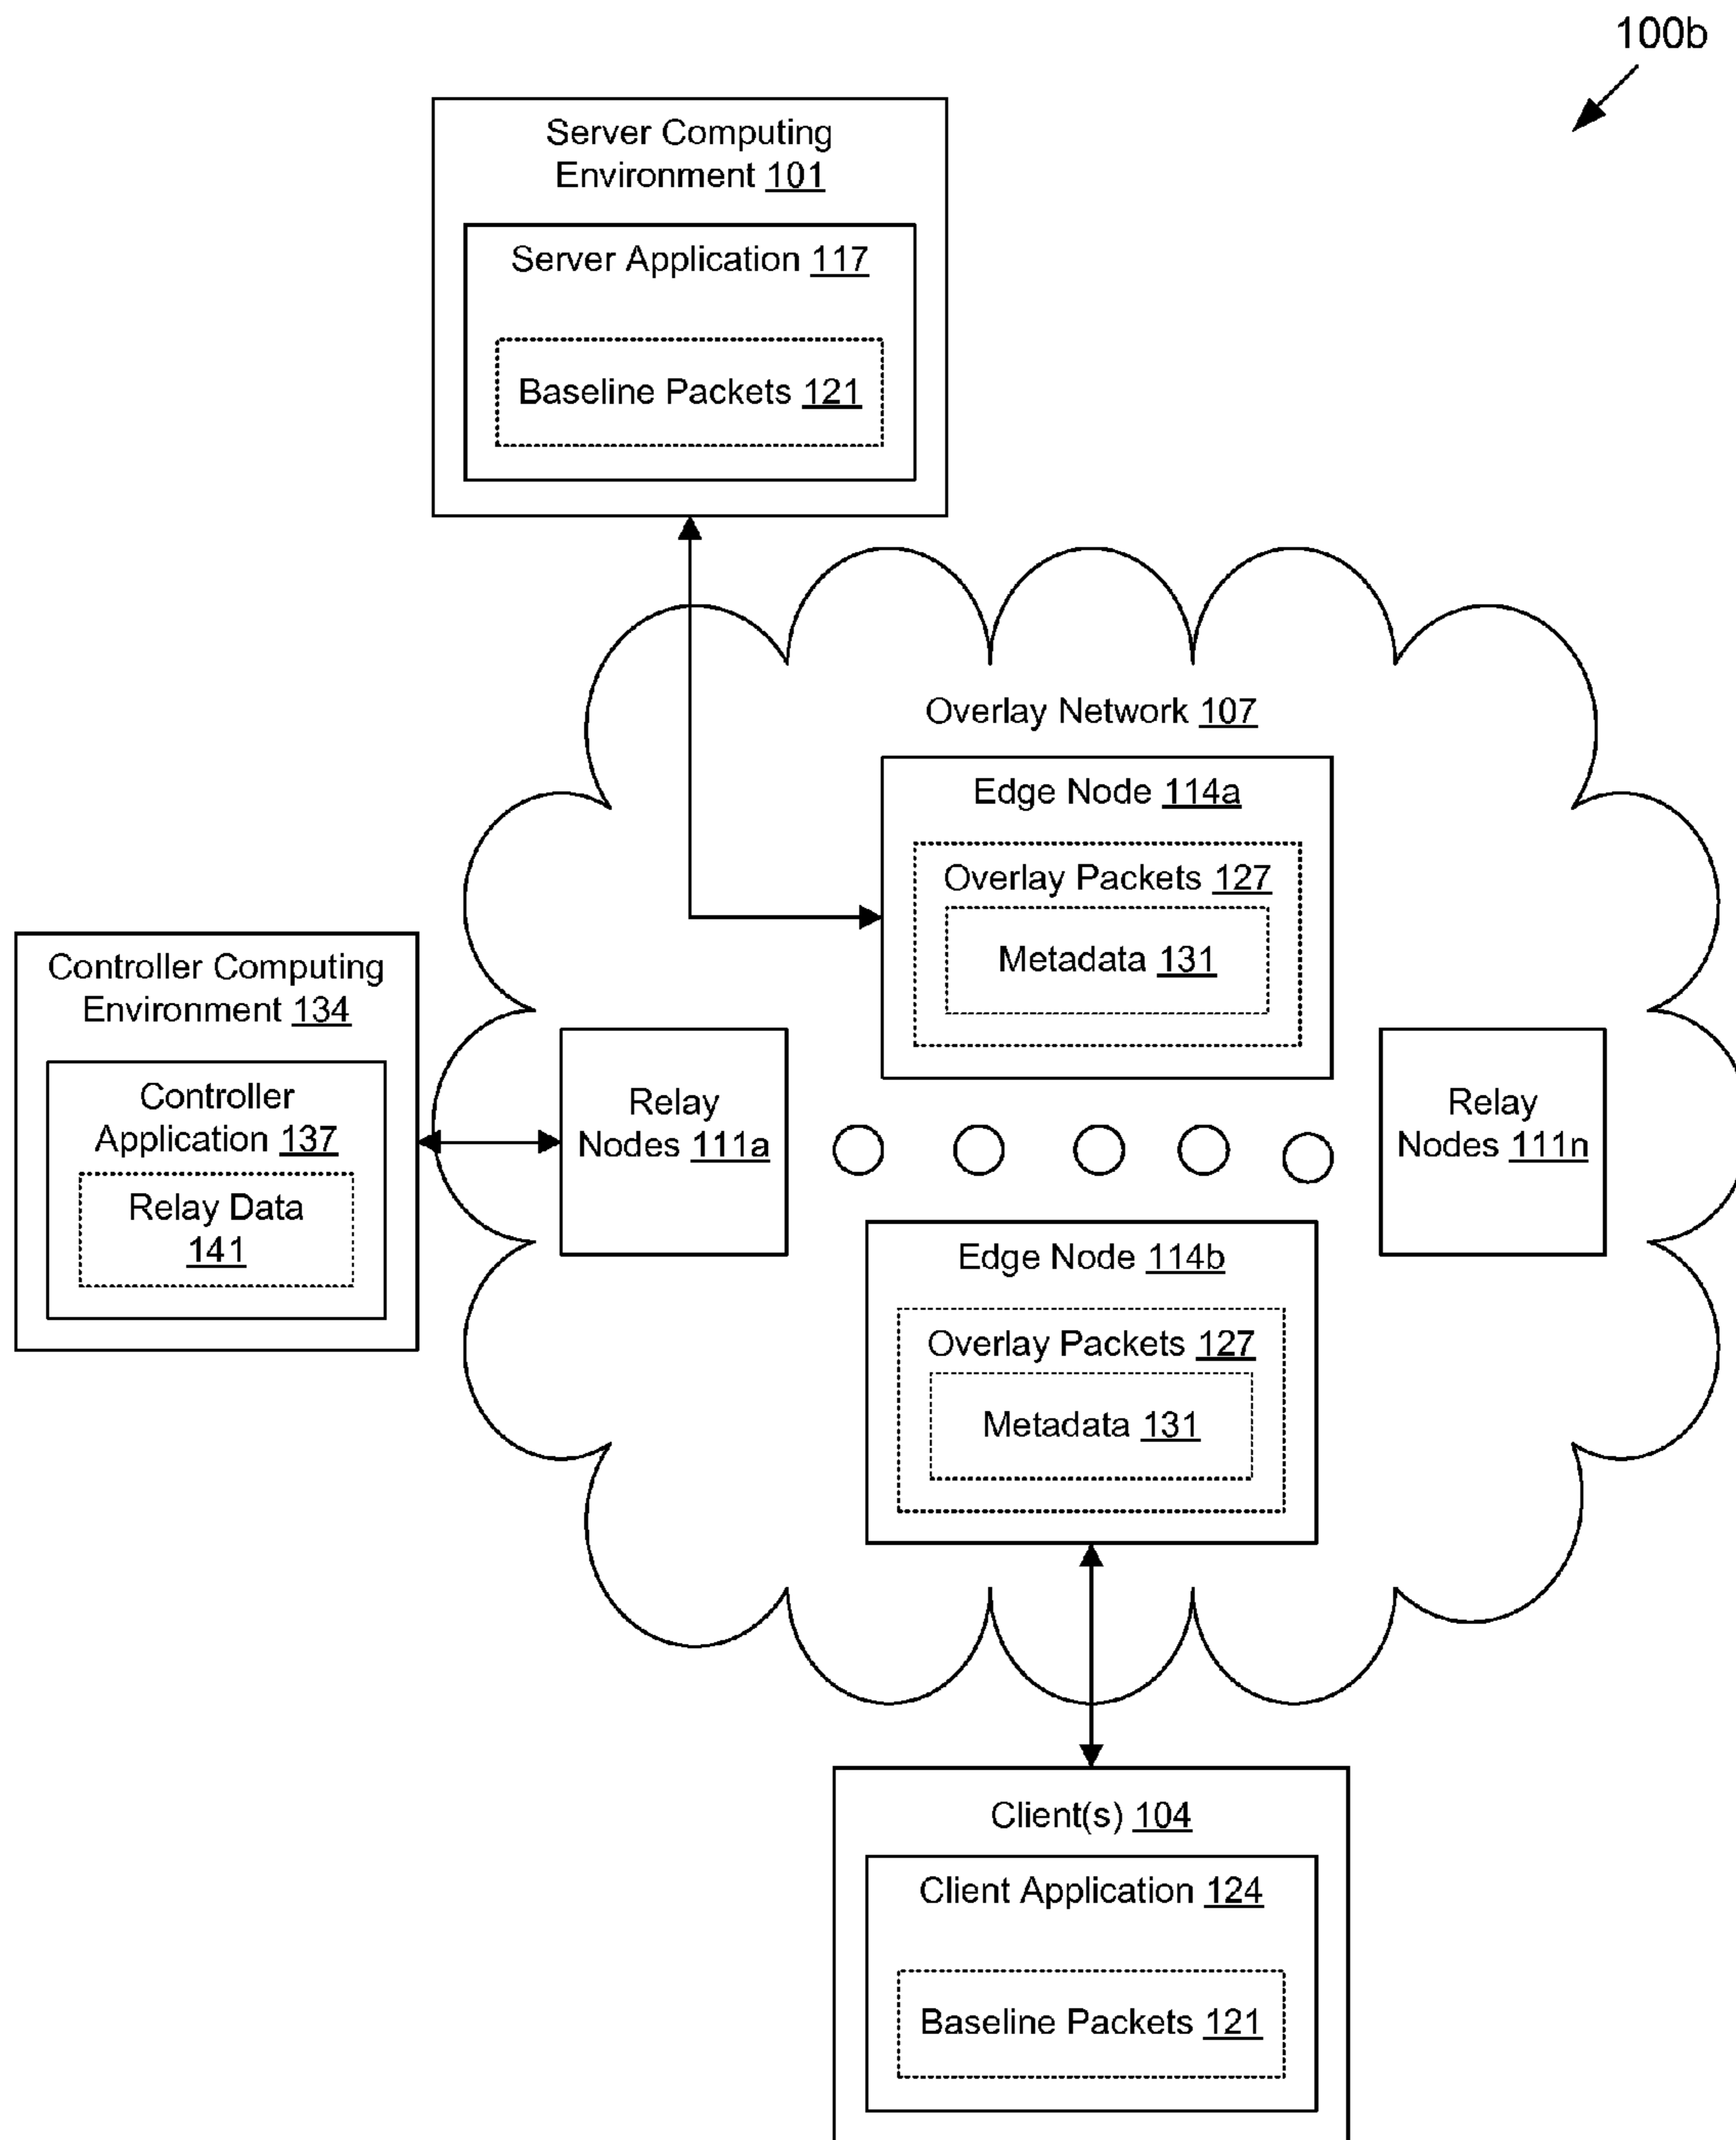 100b
Server Computing
Environment 101
Server Application 117
Baseline Packets 121
Overlay Network 107
Edge Node 114a
Overlay Packets 127
Metadata 131
Controller Computing
Environment 134
Controller
Application 137
Relay Data
141
Relay
Nodes 111a
Relay
Nodes 111n
Edge Node 114b
Overlay Packets 127
Metadata 131
Client(s) 104
Client Application 124
Baseline Packets 121